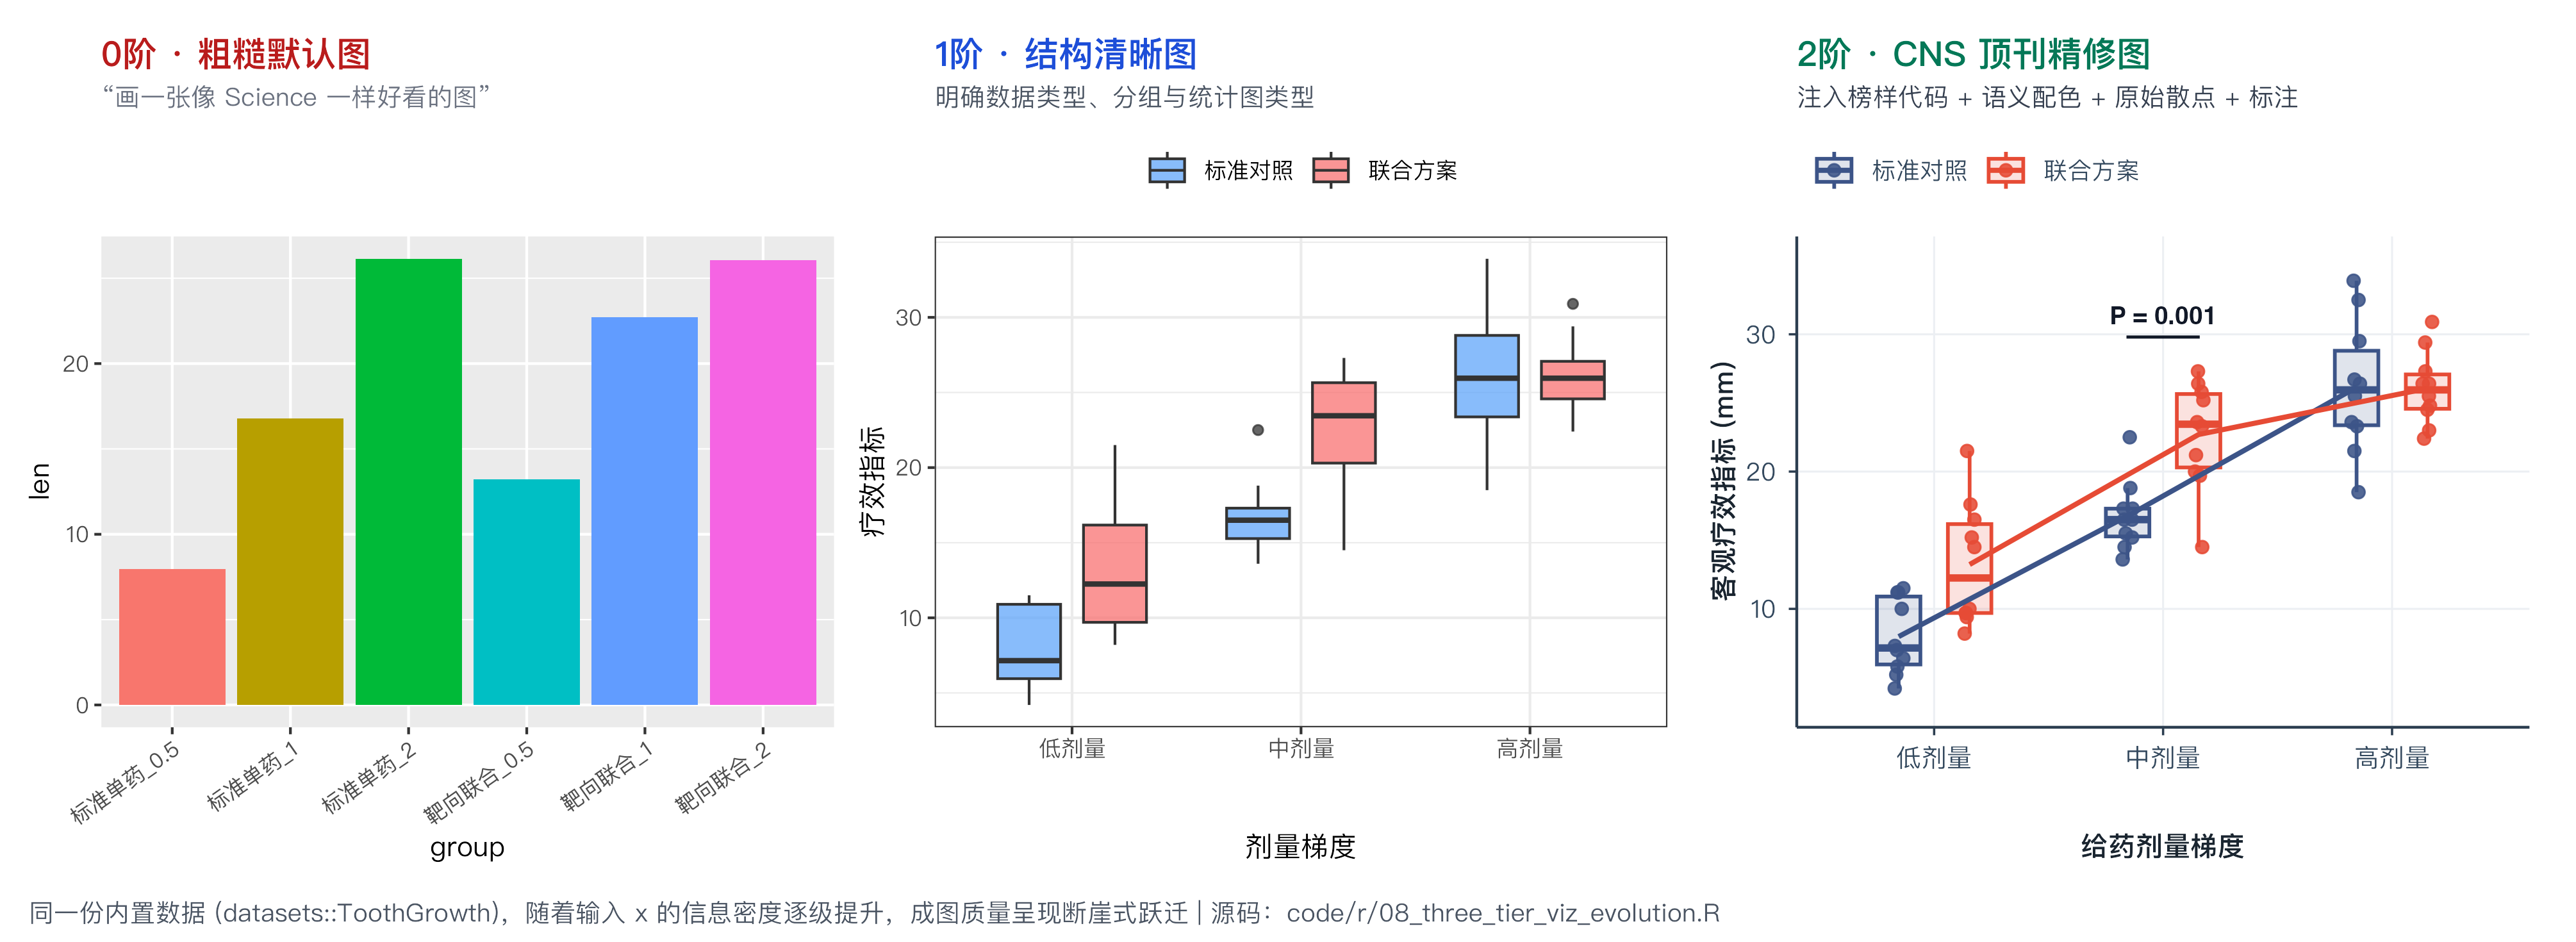 0阶 · 粗糙默认图
“画一张像 Science 一样好看的图”
len
20
10
0
标准单药_0.5
标准单药_1
标准单药_2
靶向联合_0.5
靶向联合_1
靶向联合_2
group
1阶 · 结构清晰图
明确数据类型、分组与统计图类型
标准对照
联合方案
疗效指标
30
20
10
低剂量
中剂量
高剂量
剂量梯度
2阶 · CNS 顶刊精修图
注入榜样代码 + 语义配色 + 原始散点 + 标注
标准对照
联合方案
P = 0.001
客观疗效指标 (mm)
30
20
10
低剂量
中剂量
高剂量
给药剂量梯度
同一份内置数据 (datasets::ToothGrowth)，随着输入 x 的信息密度逐级提升，成图质量呈现断崖式跃迁 | 源码：code/r/08_three_tier_viz_evolution.R